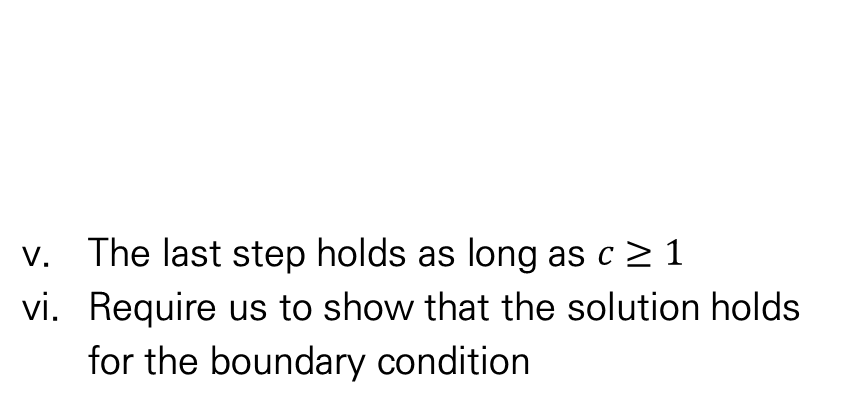 v. The last step holds as long as c ≥ 1
vi. Require us to show that the solution holds
for the boundary condition